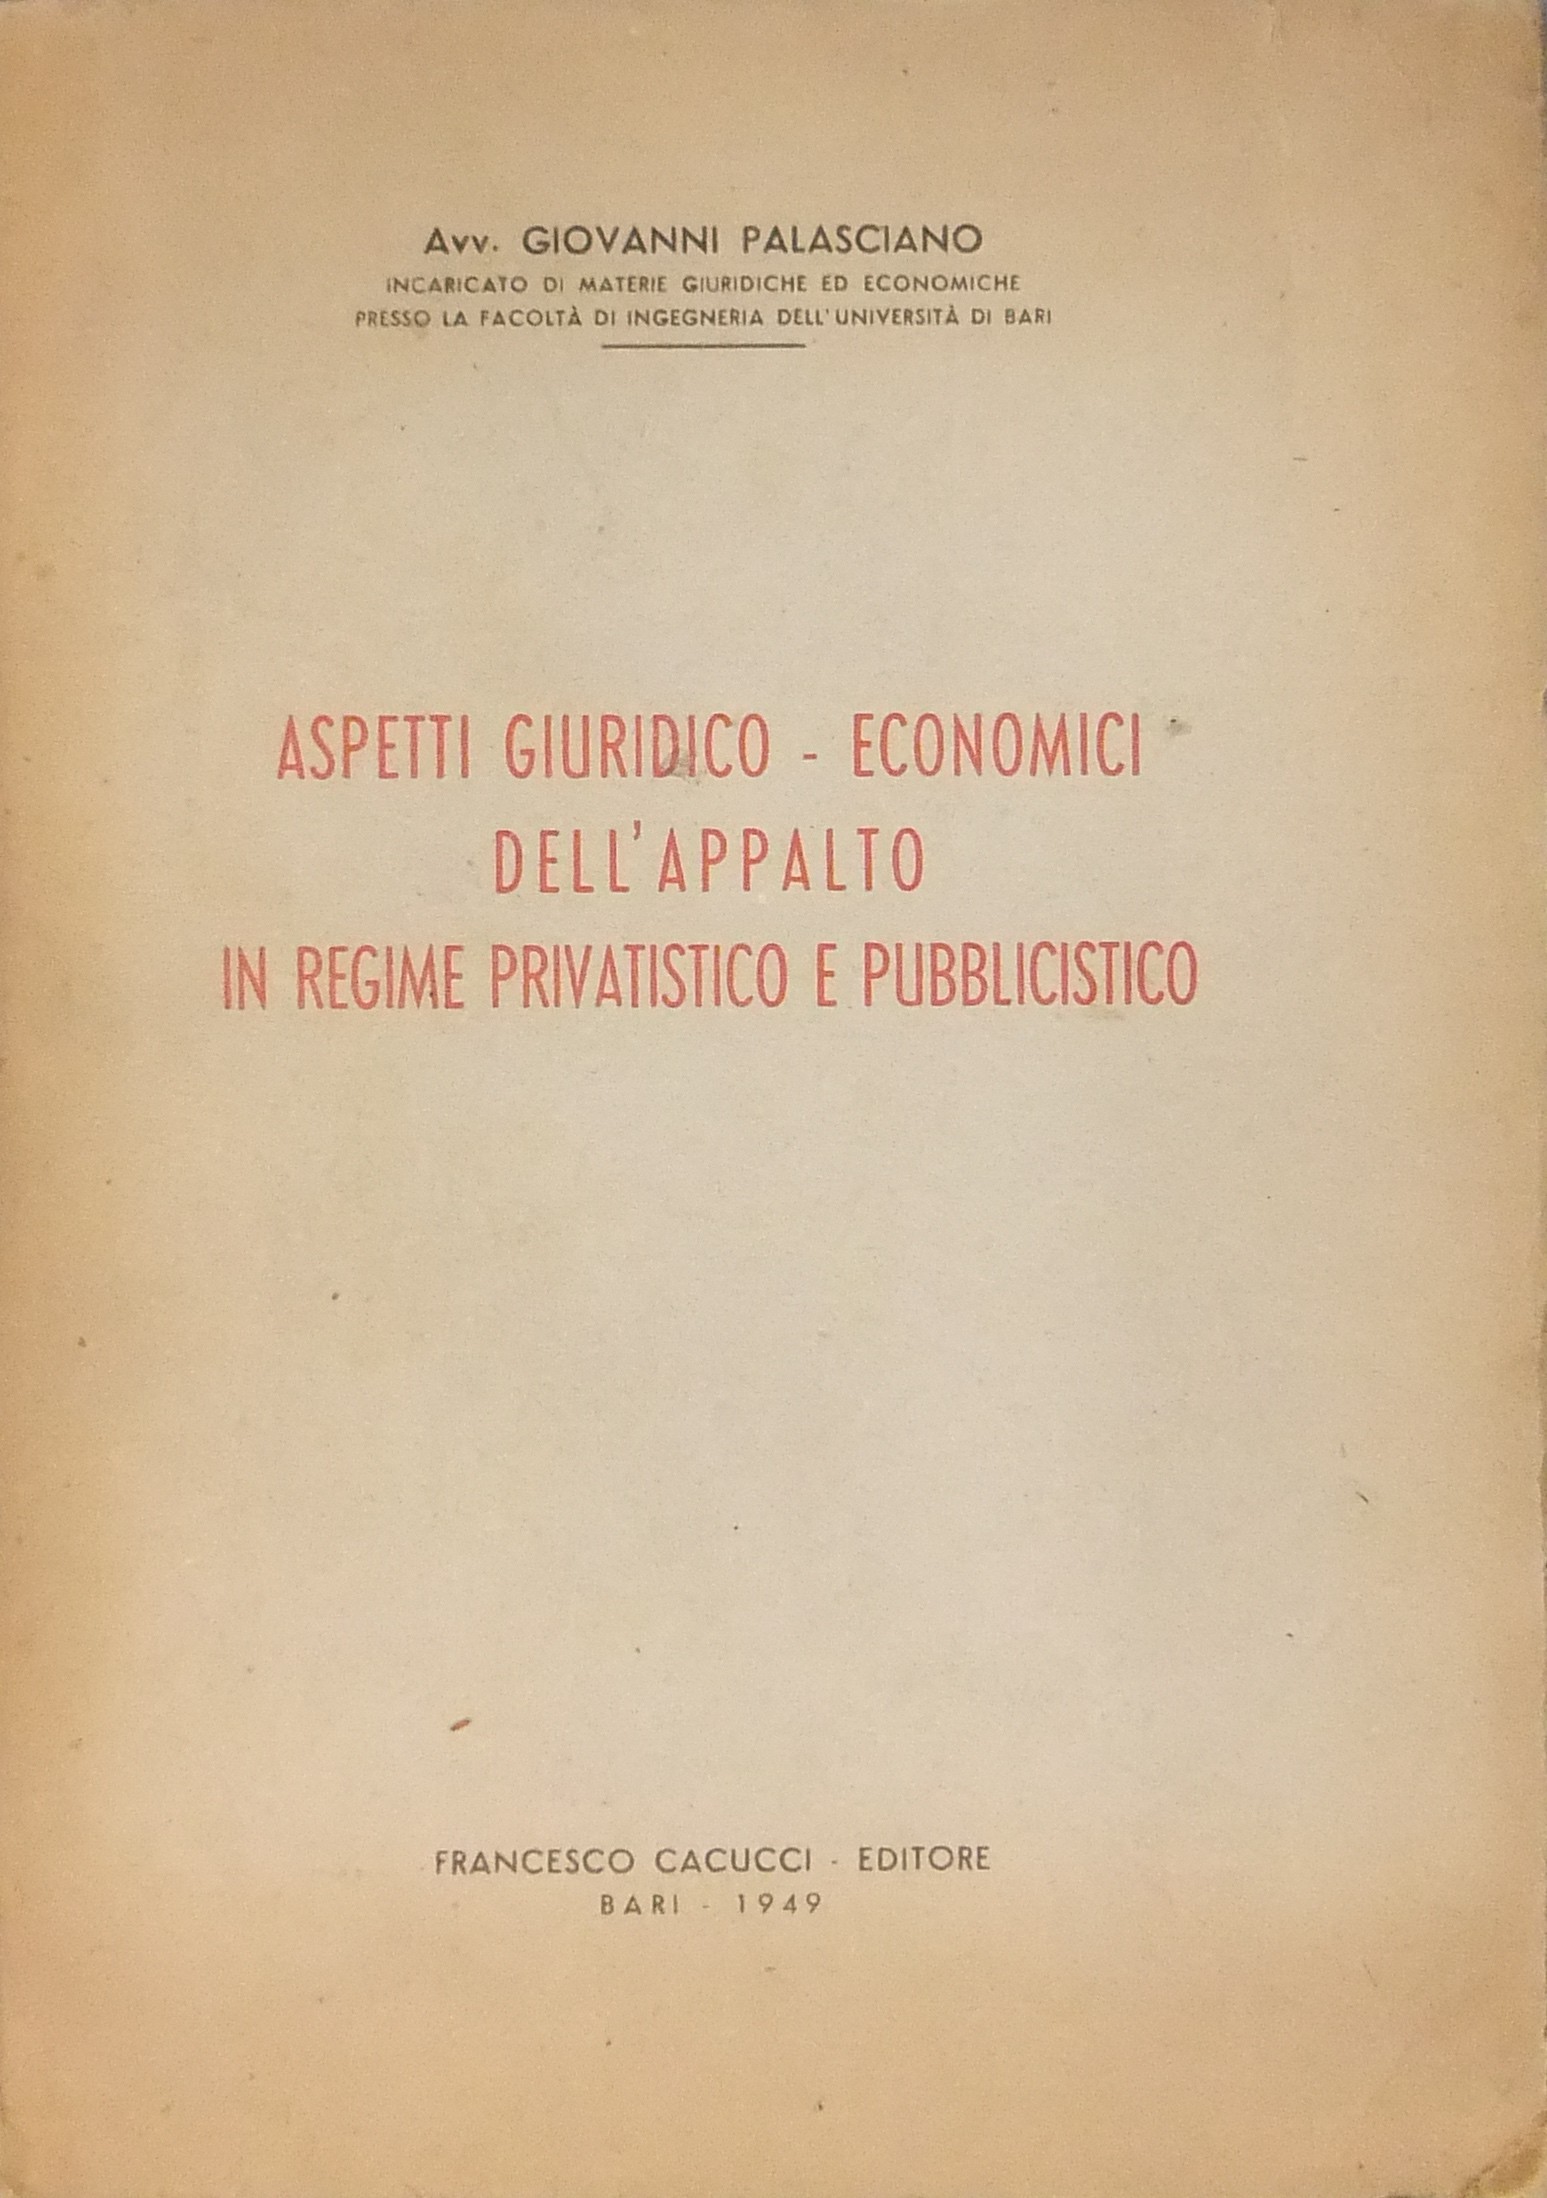 Avv. GIOVANNI PALASCIANO
INCARICATO DI MATERIE GIURIDICHE ED ECONOMICHE
PRESSO LA FACOLTÀ DI INGEGNERIA DELL'UNIVERSITÀ DI BARI
ASPETTI GIURIDICO - ECONOMICI
DELL'APPALTO
IN REGIME PRIVATISTICO E PUBBLICISTICO
FRANCESCO CACUCCI - EDITORE
BARI - 1949